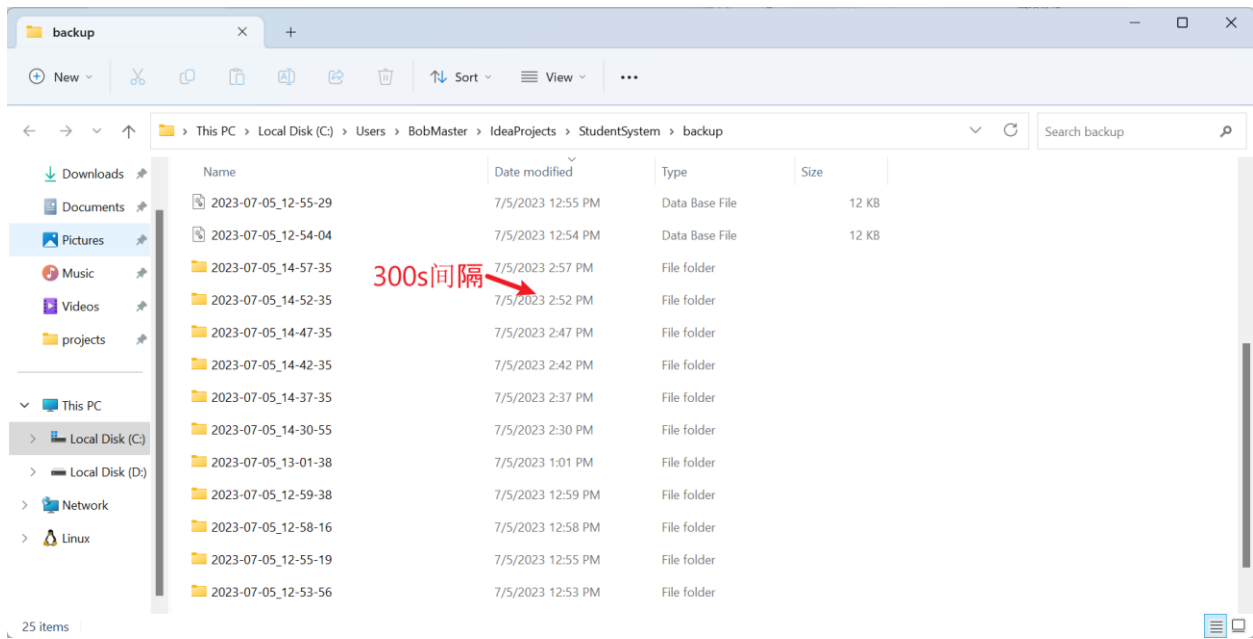 backup
New
Sort
View
This PC > Local Disk (C:) > Users > BobMaster > IdeaProjects > StudentSystem > backup
Search backup
Downloads
Documents
Pictures
Music
Videos
projects
This PC
Local Disk (C:)
Local Disk (D:)
Network
Linux
Name Date modified Type Size
2023-07-05_12-55-29 7/5/2023 12:55 PM Data Base File 12 KB
2023-07-05_12-54-04 7/5/2023 12:54 PM Data Base File 12 KB
2023-07-05_14-57-35 7/5/2023 2:57 PM File folder
300s间隔
2023-07-05_14-52-35 7/5/2023 2:52 PM File folder
2023-07-05_14-47-35 7/5/2023 2:47 PM File folder
2023-07-05_14-42-35 7/5/2023 2:42 PM File folder
2023-07-05_14-37-35 7/5/2023 2:37 PM File folder
2023-07-05_14-30-55 7/5/2023 2:30 PM File folder
2023-07-05_13-01-38 7/5/2023 1:01 PM File folder
2023-07-05_12-59-38 7/5/2023 12:59 PM File folder
2023-07-05_12-58-16 7/5/2023 12:58 PM File folder
2023-07-05_12-55-19 7/5/2023 12:55 PM File folder
2023-07-05_12-53-56 7/5/2023 12:53 PM File folder
25 items